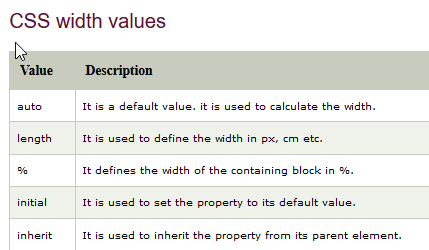 CSS width values
Value Description
auto It is a default value. it is used to calculate the width.
length It is used to define the width in px, cm etc.
% It defines the width of the containing block in %.
initial It is used to set the property to its default value.
inherit It is used to inherit the property from its parent element.